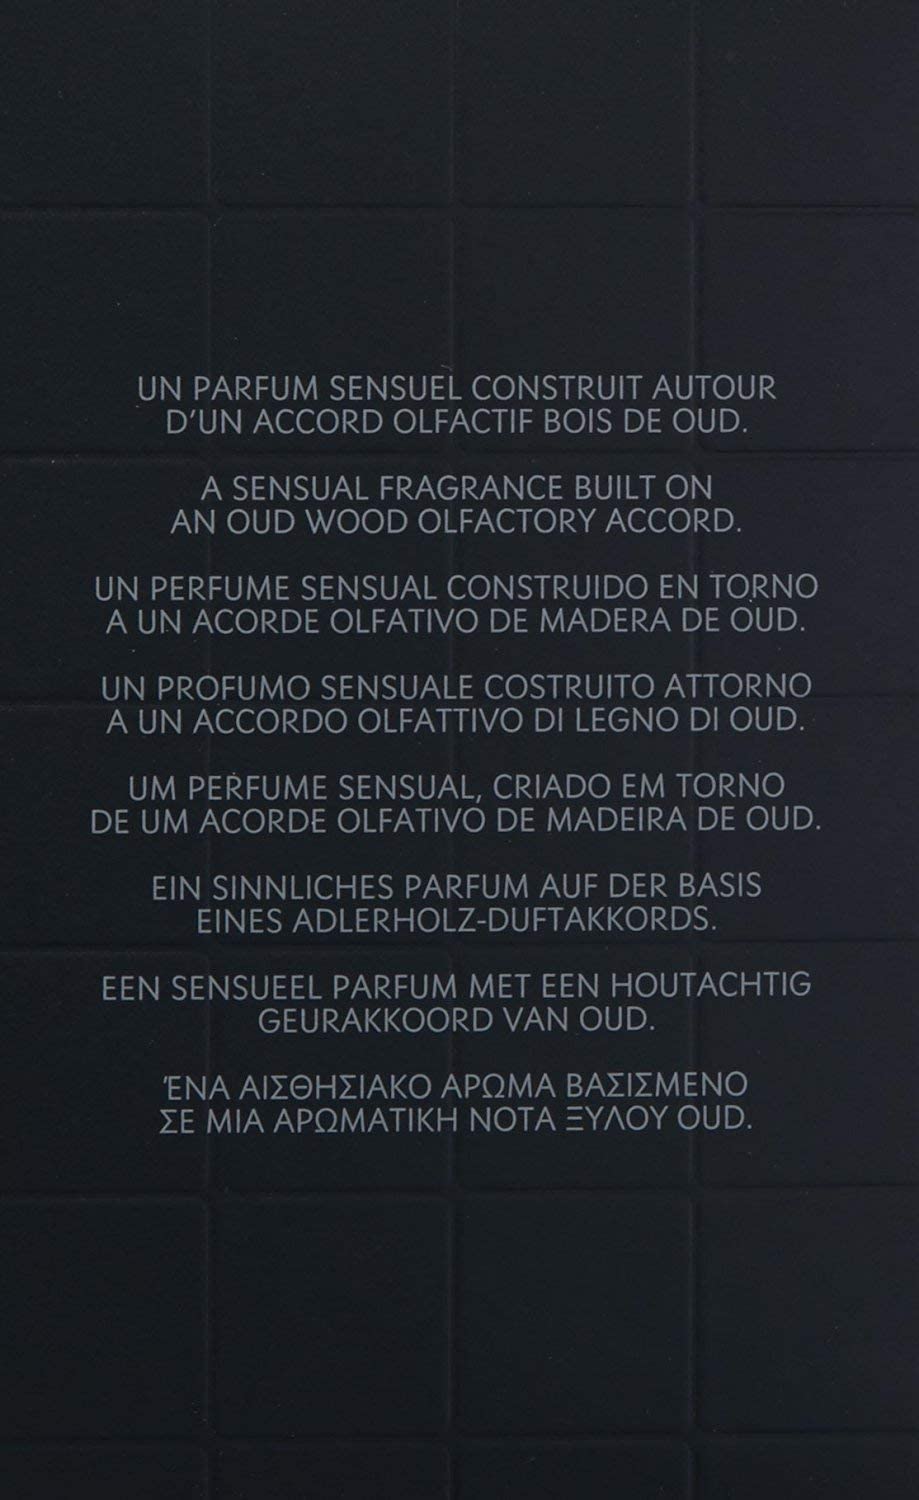 UN PARFUM SENSUEL CONSTRUIT AUTOUR
D'UN ACCORD OLFACTIF BOIS DE OUD.
A SENSUAL FRAGRANCE BUILT ON
AN OUD WOOD OLFACTORY ACCORD.
UN PERFUME SENSUAL CONSTRUIDO EN TORNO
A UN ACORDE OLFATIVO DE MADERA DE OUD.
UN PROFUMO SENSUALE COSTRUITO ATTORNO
A UN ACCORDO OLFATTIVO DI LEGNO DI OUD.
UM PERFUME SENSUAL, CRIADO EM TORNO
DE UM ACORDE OLFATIVO DE MADEIRA DE OUD.
EIN SINNLICHES PARFUM AUF DER BASIS
EINES ADLERHOLZ-DUFTAKKORDS.
EEN SENSUEEL PARFUM MET EEN HOUTACHTIG
GEURAKKOORD VAN OUD.
ΈΝΑ ΑΙΣΘΗΣΙΑΚΟ ΑΡΩΜΑ ΒΑΣΙΣΜΕΝΟ
ΣΕ ΜΙΑ ΑΡΩΜΑΤΙΚΗ ΝΟΤΑ ΞΥΛΟΥ OUD.